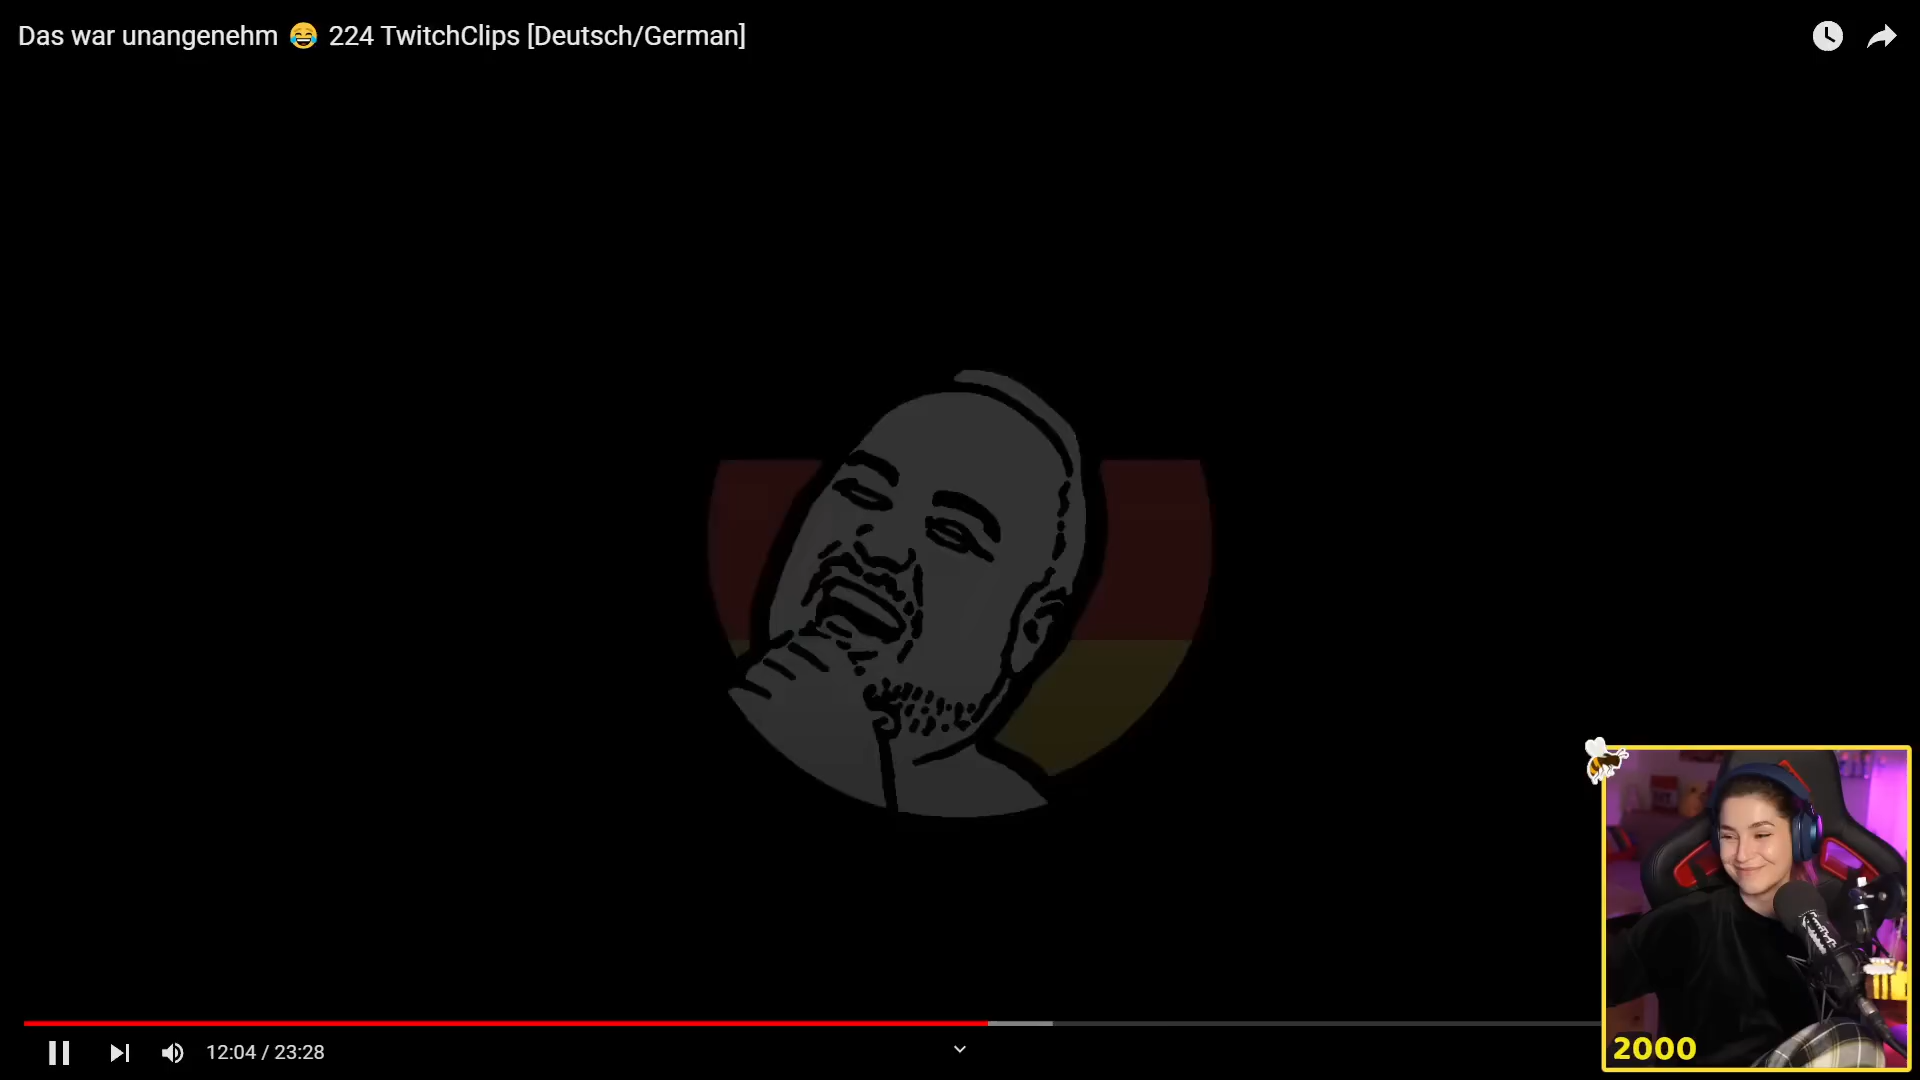 Das war unangenehm 😂 224 TwitchClips [Deutsch/German]
12:04 / 23:28
2000